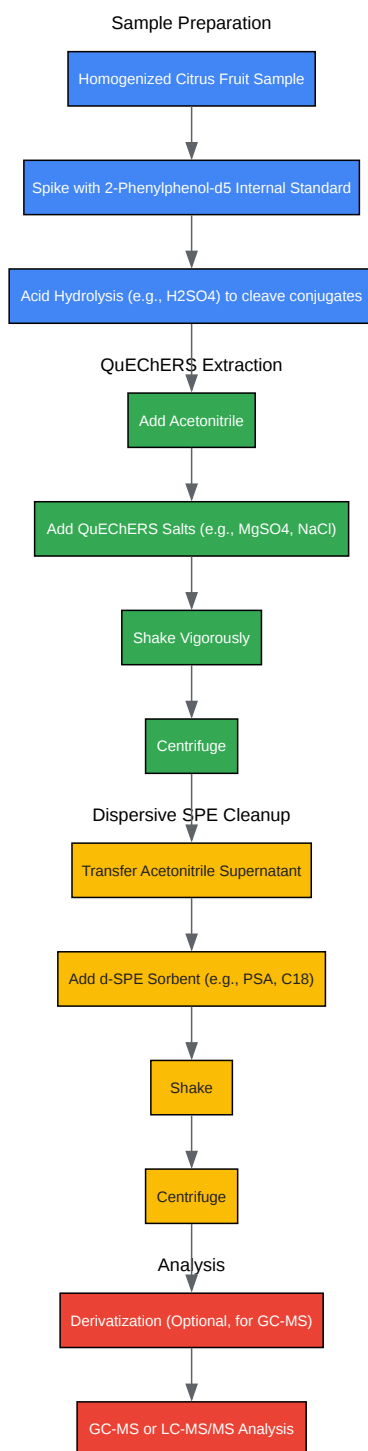 Sample Preparation
Homogenized Citrus Fruit Sample
Spike with 2-Phenylphenol-d5 Internal Standard
Acid Hydrolysis (e.g., H2SO4) to cleave conjugates
QuEChERS Extraction
Add Acetonitrile
Add QuEChERS Salts (e.g., MgSO4, NaCl)
Shake Vigorously
Centrifuge
Dispersive SPE Cleanup
Transfer Acetonitrile Supernatant
Add d-SPE Sorbent (e.g., PSA, C18)
Shake
Centrifuge
Analysis
Derivatization (Optional, for GC-MS)
GC-MS or LC-MS/MS Analysis